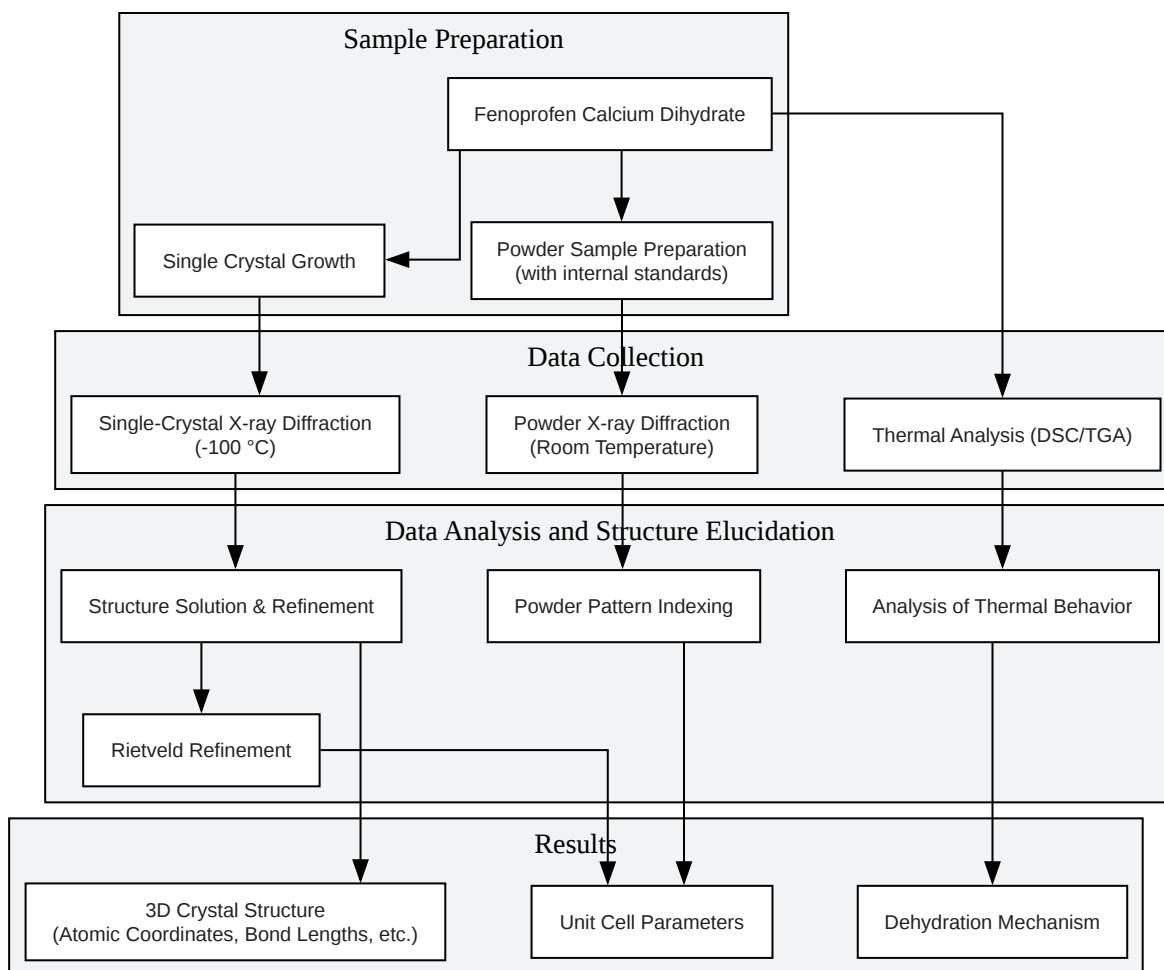 Sample Preparation
Fenoprofen Calcium Dihydrate
Single Crystal Growth
Powder Sample Preparation
(with internal standards)
Data Collection
Single-Crystal X-ray Diffraction
(-100 °C)
Powder X-ray Diffraction
(Room Temperature)
Thermal Analysis (DSC/TGA)
Data Analysis and Structure Elucidation
Structure Solution & Refinement
Powder Pattern Indexing
Analysis of Thermal Behavior
Rietveld Refinement
Results
3D Crystal Structure
(Atomic Coordinates, Bond Lengths, etc.)
Unit Cell Parameters
Dehydration Mechanism